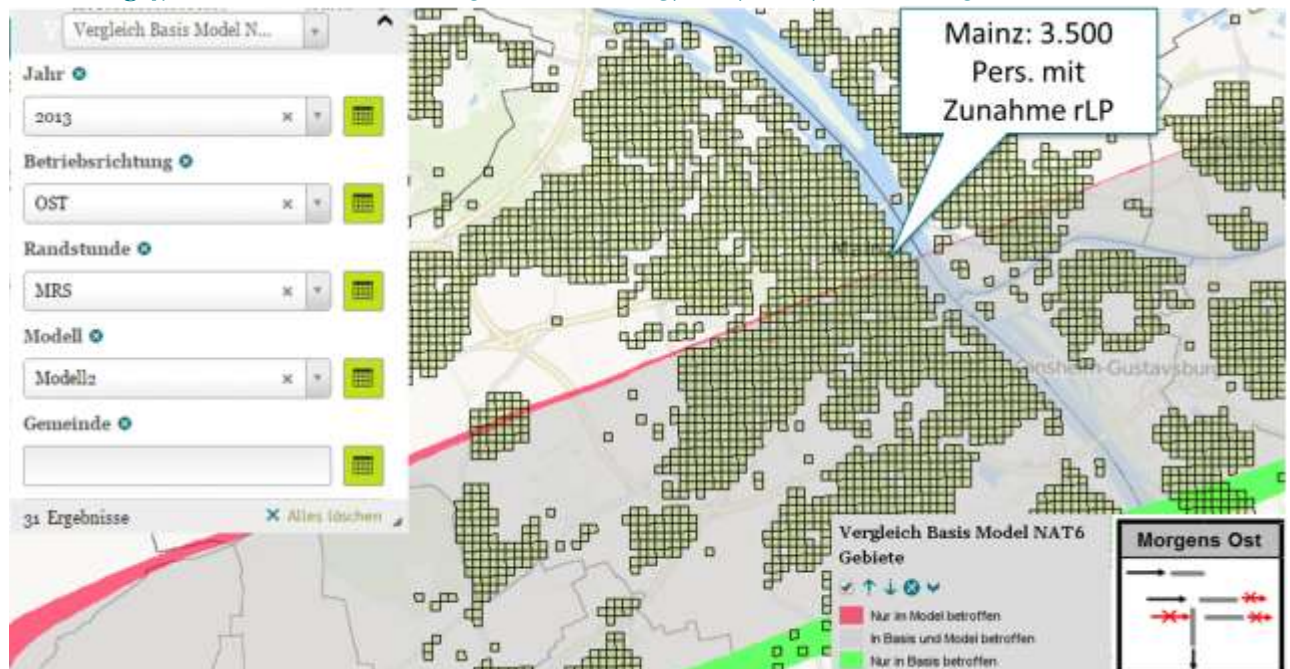 Vergleich Basis Model N...
Jahr
2013
Betriebsrichtung
OST
Randstunde
MRS
Modell
Modell2
Gemeinde
31 Ergebnisse
Alles löschen
Mainz: 3.500
Pers. mit
Zunahme rLP
Vergleich Basis Model NAT6
Gebiete
Nur im Model betroffen
In Basis und Model betroffen
Nur in Basis betroffen
Morgens Ost